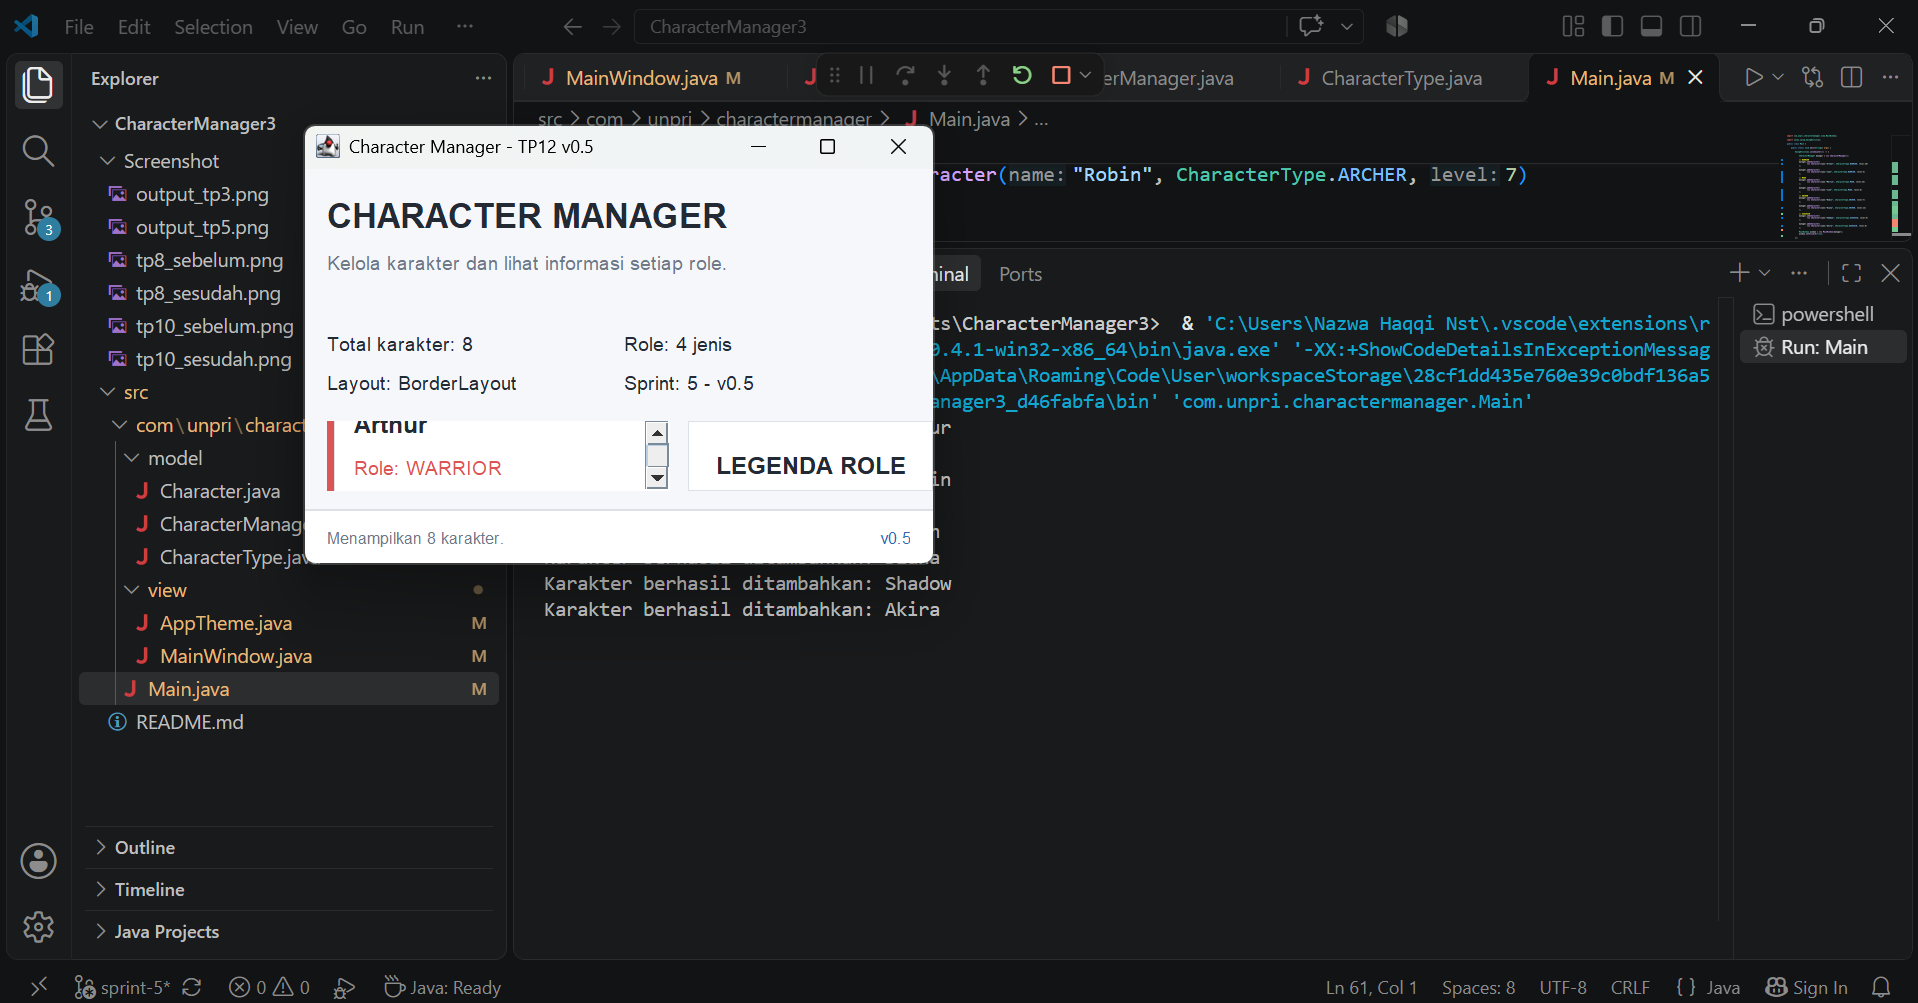 File Edit Selection View Go Run ···
CharacterManager3
Explorer
CharacterManager3
Screenshot
output_tp3.png
output_tp5.png
tp8_sebelum.png
tp8_sesudah.png
tp10_sebelum.png
tp10_sesudah.png
src
com\unpri\charact
model
Character.java
CharacterManag
CharacterType.jav
view
AppTheme.java M
MainWindow.java M
Main.java M
README.md
Outline
Timeline
Java Projects
3
1
MainWindow.java M
erManager.java
CharacterType.java
Main.java M
src > com > unpri > charactermanager > Main.java > ...
racter(name: "Robin", CharacterType.ARCHER, level: 7)
Character Manager - TP12 v0.5
CHARACTER MANAGER
Kelola karakter dan lihat informasi setiap role.
Total karakter: 8
Role: 4 jenis
Layout: BorderLayout
Sprint: 5 - v0.5
Arthur
Role: WARRIOR
LEGENDA ROLE
Menampilkan 8 karakter.
v0.5
inal
Ports
powershell
Run: Main
ts\CharacterManager3> & 'C:\Users\Nazwa Haqqi Nst\.vscode\extensions\r
0.4.1-win32-x86_64\bin\java.exe' '-XX:+ShowCodeDetailsInExceptionMessag
\AppData\Roaming\Code\User\workspaceStorage\28cf1dd435e760e39c0bdf136a5
anager3_d46fabfa\bin' 'com.unpri.charactermanager.Main'
ur
in
n
Karakter berhasil ditambahkan: Shadow
Karakter berhasil ditambahkan: Akira
sprint-5*
0
0
Java: Ready
Ln 61, Col 1
Spaces: 8
UTF-8
CRLF
{ } Java
Sign In